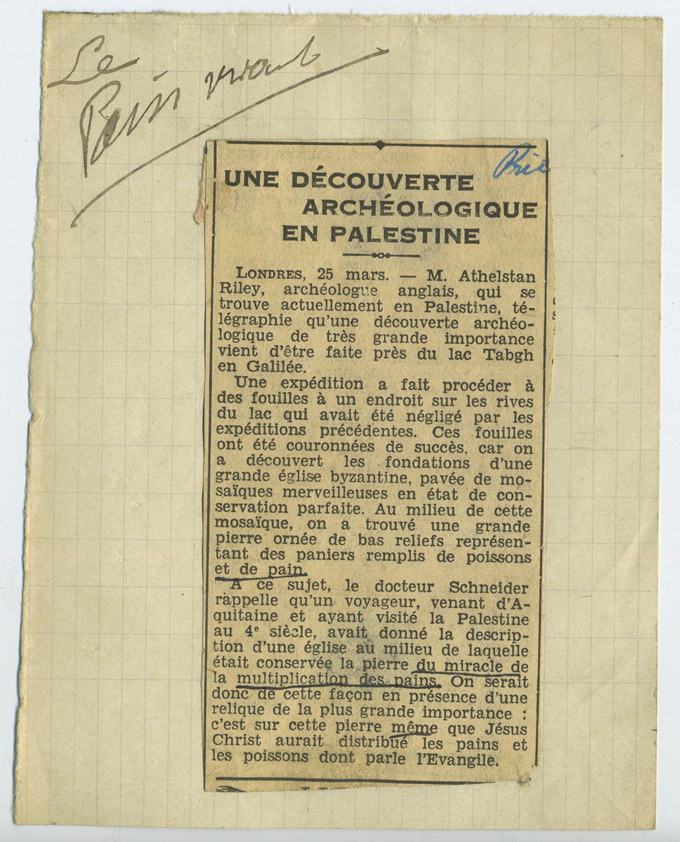 Le
Pain vivant
UNE DÉCOUVERTE
ARCHÉOLOGIQUE
EN PALESTINE
LONDRES, 25 mars. — M. Athelstan
Riley, archéologue anglais, qui se
trouve actuellement en Palestine, té-
légraphie qu'une découverte archéo-
logique de très grande importance
vient d'être faite près du lac Tabgh
en Galilée.
Une expédition a fait procéder à
des fouilles à un endroit sur les rives
du lac qui avait été négligé par les
expéditions précédentes. Ces fouilles
ont été couronnées de succès, car on
a découvert les fondations d'une
grande église byzantine, pavée de mo-
saïques merveilleuses en état de con-
servation parfaite. Au milieu de cette
mosaïque, on a trouvé une grande
pierre ornée de bas reliefs représen-
tant des paniers remplis de poissons
et de pain.
A ce sujet, le docteur Schneider
rappelle qu'un voyageur, venant d'A-
quitaine et ayant visité la Palestine
au 4e siècle, avait donné la descrip-
tion d'une église au milieu de laquelle
était conservée la pierre du miracle de
la multiplication des pains. On serait
donc de cette façon en présence d'une
relique de la plus grande importance :
c'est sur cette pierre même que Jésus
Christ aurait distribué les pains et
les poissons dont parle l'Evangile.